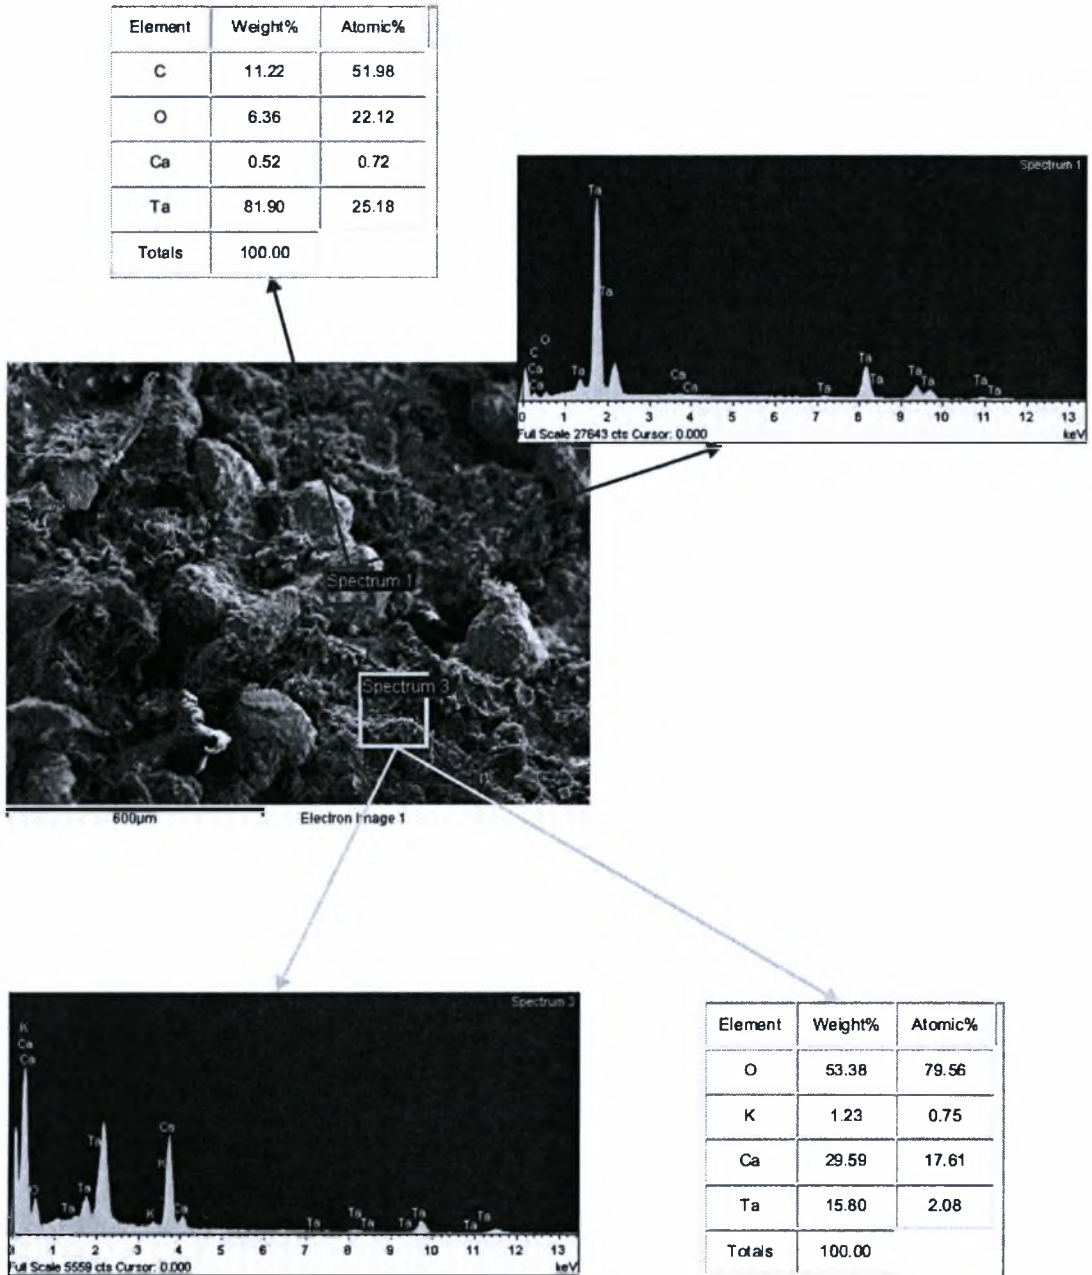 Element Weight% Atomic%
C 11.22 51.98
O 6.36 22.12
Ca 0.52 0.72
Ta 81.90 25.18
Totals 100.00
Spectrum 1
Ta
Ta
O
C
Ca
Ca
Ta
Ca
Ca
Ta
Ta
Ta
Ta
Ta
Ta
Ta
0 1 2 3 4 5 6 7 8 9 10 11 12 13
Full Scale 27643 cts Cursor: 0.000 keV
Spectrum 1
Spectrum 3
600µm Electron Image 1
Spectrum 3
K
Ca
Ca
O
Ta
Ta
Ta
Ca
K
K
Ca
Ta
Ta
Ta
Ta
Ta
Ta
Ta
0 1 2 3 4 5 6 7 8 9 10 11 12 13
Full Scale 5559 cts Cursor: 0.000 keV
Element Weight% Atomic%
O 53.38 79.56
K 1.23 0.75
Ca 29.59 17.61
Ta 15.80 2.08
Totals 100.00